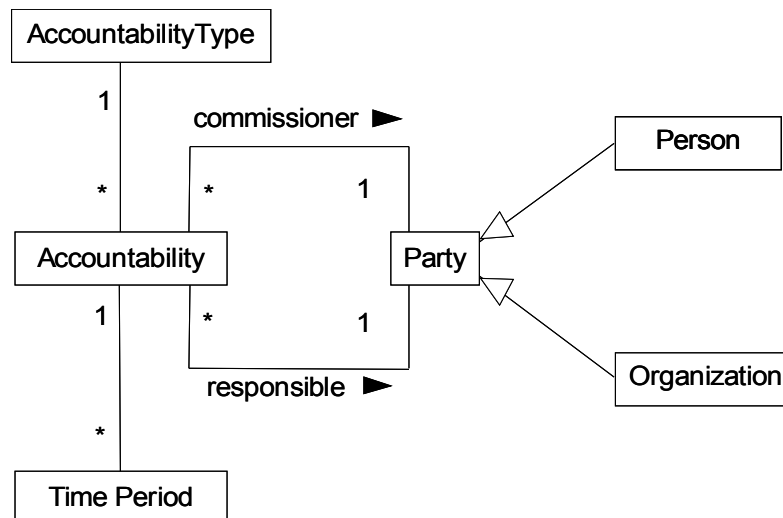 AccountabilityType
1
commissioner ►
Person
*
*
1
Accountability
Party
1
*
1
responsible ►
Organization
*
Time Period